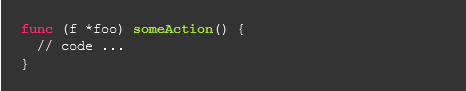 func (f *foo) someAction() {
  // code ...
}